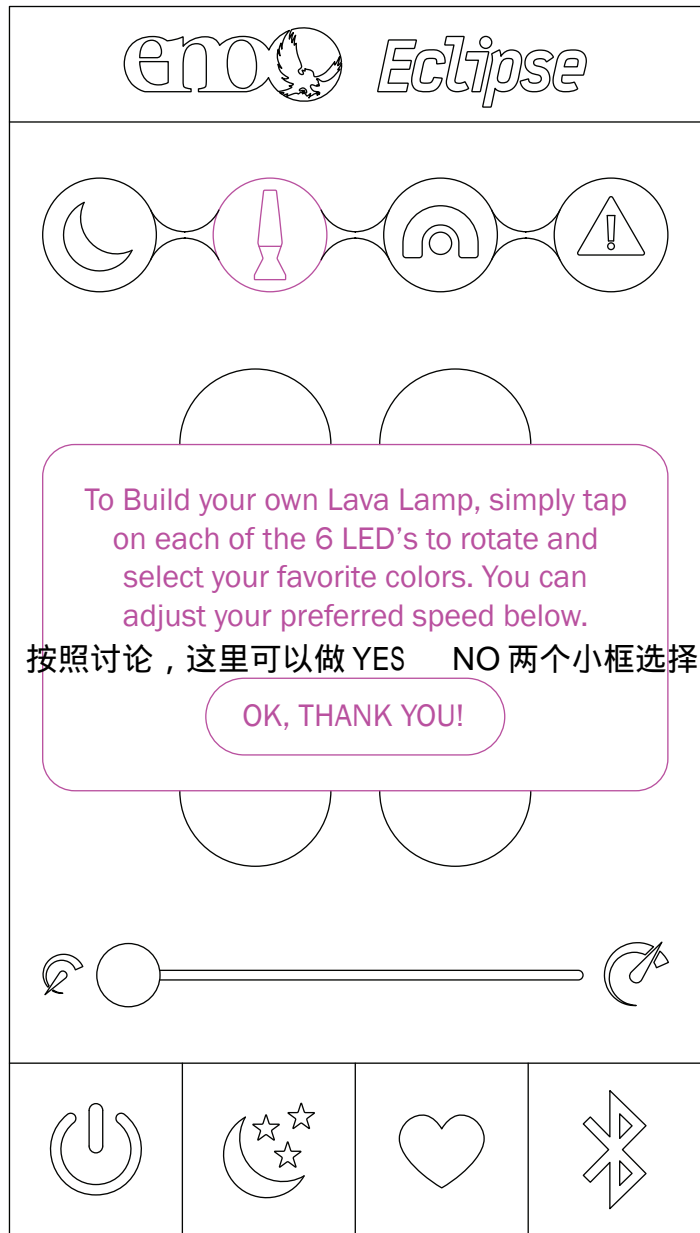 eno Eclipse
To Build your own Lava Lamp, simply tap
on each of the 6 LED's to rotate and
select your favorite colors. You can
adjust your preferred speed below.
按照讨论，这里可以做 YES NO 两个小框选择
OK, THANK YOU!